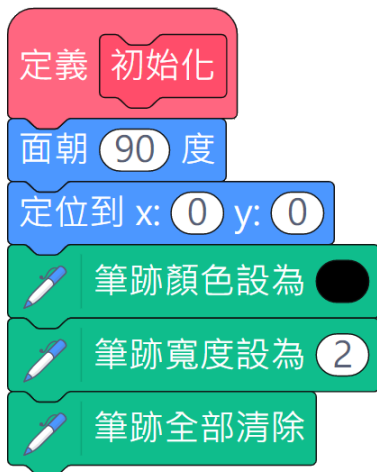 定義 初始化
面朝 90 度
定位到 x: 0 y: 0
筆跡顏色設為
筆跡寬度設為 2
筆跡全部清除